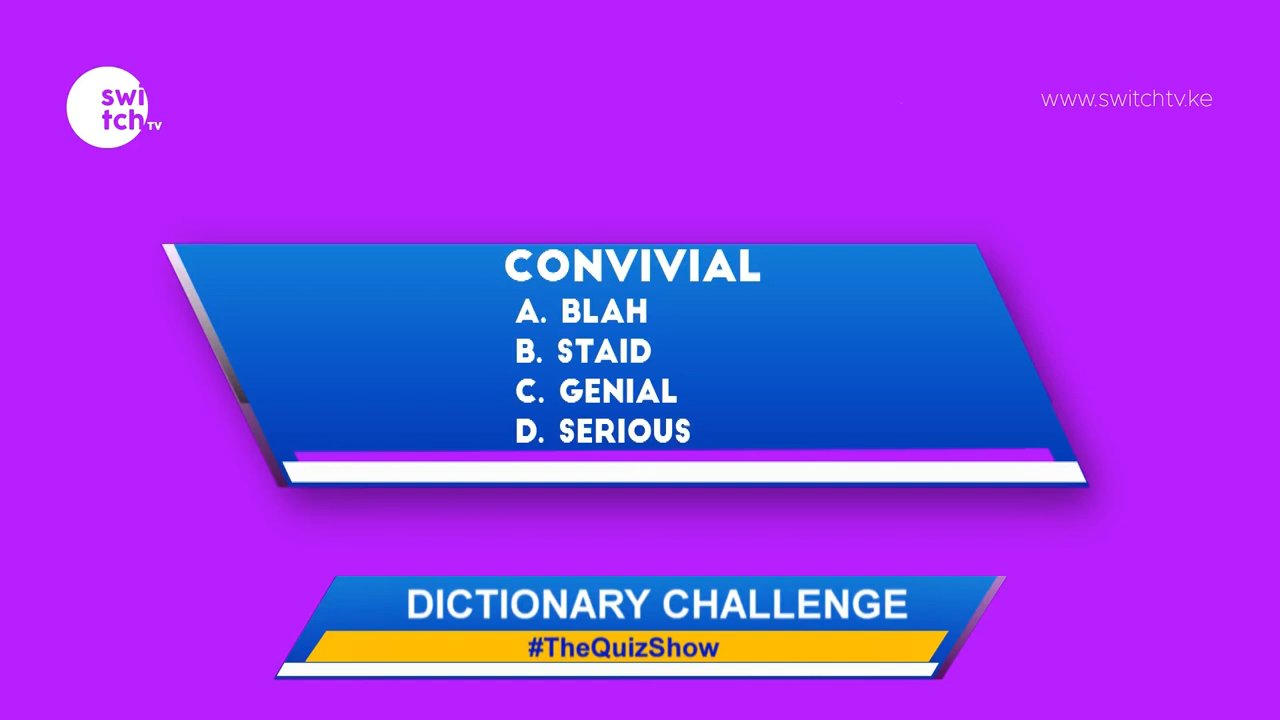 swi
tch TV
www.switchtv.ke
CONVIVIAL
A. BLAH
B. STAID
C. GENIAL
D. SERIOUS
DICTIONARY CHALLENGE
#TheQuizShow